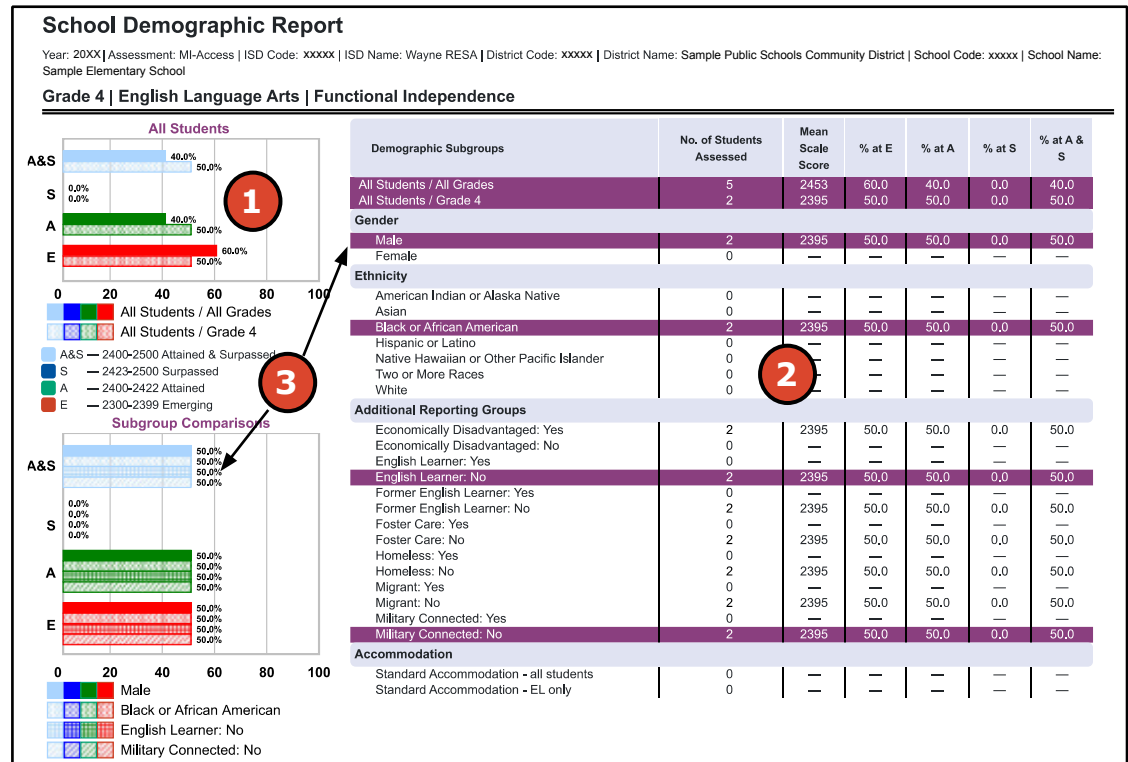 School Demographic Report
Year: 20XX | Assessment: MI-Access | ISD Code: xxxxx | ISD Name: Wayne RESA | District Code: xxxxx | District Name: Sample Public Schools Community District | School Code: xxxxx | School Name:
Sample Elementary School
Grade 4 | English Language Arts | Functional Independence
All Students
A&S 40.0%
50.0%
S 0.0%
0.0%
A 40.0%
50.0%
E 60.0%
50.0%
0 20 40 60 80 100
1
All Students / All Grades
All Students / Grade 4
A&S — 2400-2500 Attained & Surpassed
S — 2423-2500 Surpassed
A — 2400-2422 Attained
E — 2300-2399 Emerging
3
Subgroup Comparisons
A&S 50.0%
50.0%
50.0%
50.0%
S 0.0%
0.0%
0.0%
0.0%
A 50.0%
50.0%
50.0%
50.0%
E 50.0%
50.0%
50.0%
50.0%
0 20 40 60 80 100
Male
Black or African American
English Learner: No
Military Connected: No
Demographic Subgroups No. of Students Assessed Mean Scale Score % at E % at A % at S % at A & S
All Students / All Grades 5 2453 60.0 40.0 0.0 40.0
All Students / Grade 4 2 2395 50.0 50.0 0.0 50.0
Gender
Male 2 2395 50.0 50.0 0.0 50.0
Female 0 — — — — —
Ethnicity
American Indian or Alaska Native 0 — — — — —
Asian 0 — — — — —
Black or African American 2 2395 50.0 50.0 0.0 50.0
Hispanic or Latino 0 — — — — —
Native Hawaiian or Other Pacific Islander 0 — — — — —
Two or More Races 0 — — — — —
White 0 — — — — —
2
Additional Reporting Groups
Economically Disadvantaged: Yes 2 2395 50.0 50.0 0.0 50.0
Economically Disadvantaged: No 0 — — — — —
English Learner: Yes 0 — — — — —
English Learner: No 2 2395 50.0 50.0 0.0 50.0
Former English Learner: Yes 0 — — — — —
Former English Learner: No 2 2395 50.0 50.0 0.0 50.0
Foster Care: Yes 0 — — — — —
Foster Care: No 2 2395 50.0 50.0 0.0 50.0
Homeless: Yes 0 — — — — —
Homeless: No 2 2395 50.0 50.0 0.0 50.0
Migrant: Yes 0 — — — — —
Migrant: No 2 2395 50.0 50.0 0.0 50.0
Military Connected: Yes 0 — — — — —
Military Connected: No 2 2395 50.0 50.0 0.0 50.0
Accommodation
Standard Accommodation - all students 0 — — — — —
Standard Accommodation - EL only 0 — — — — —